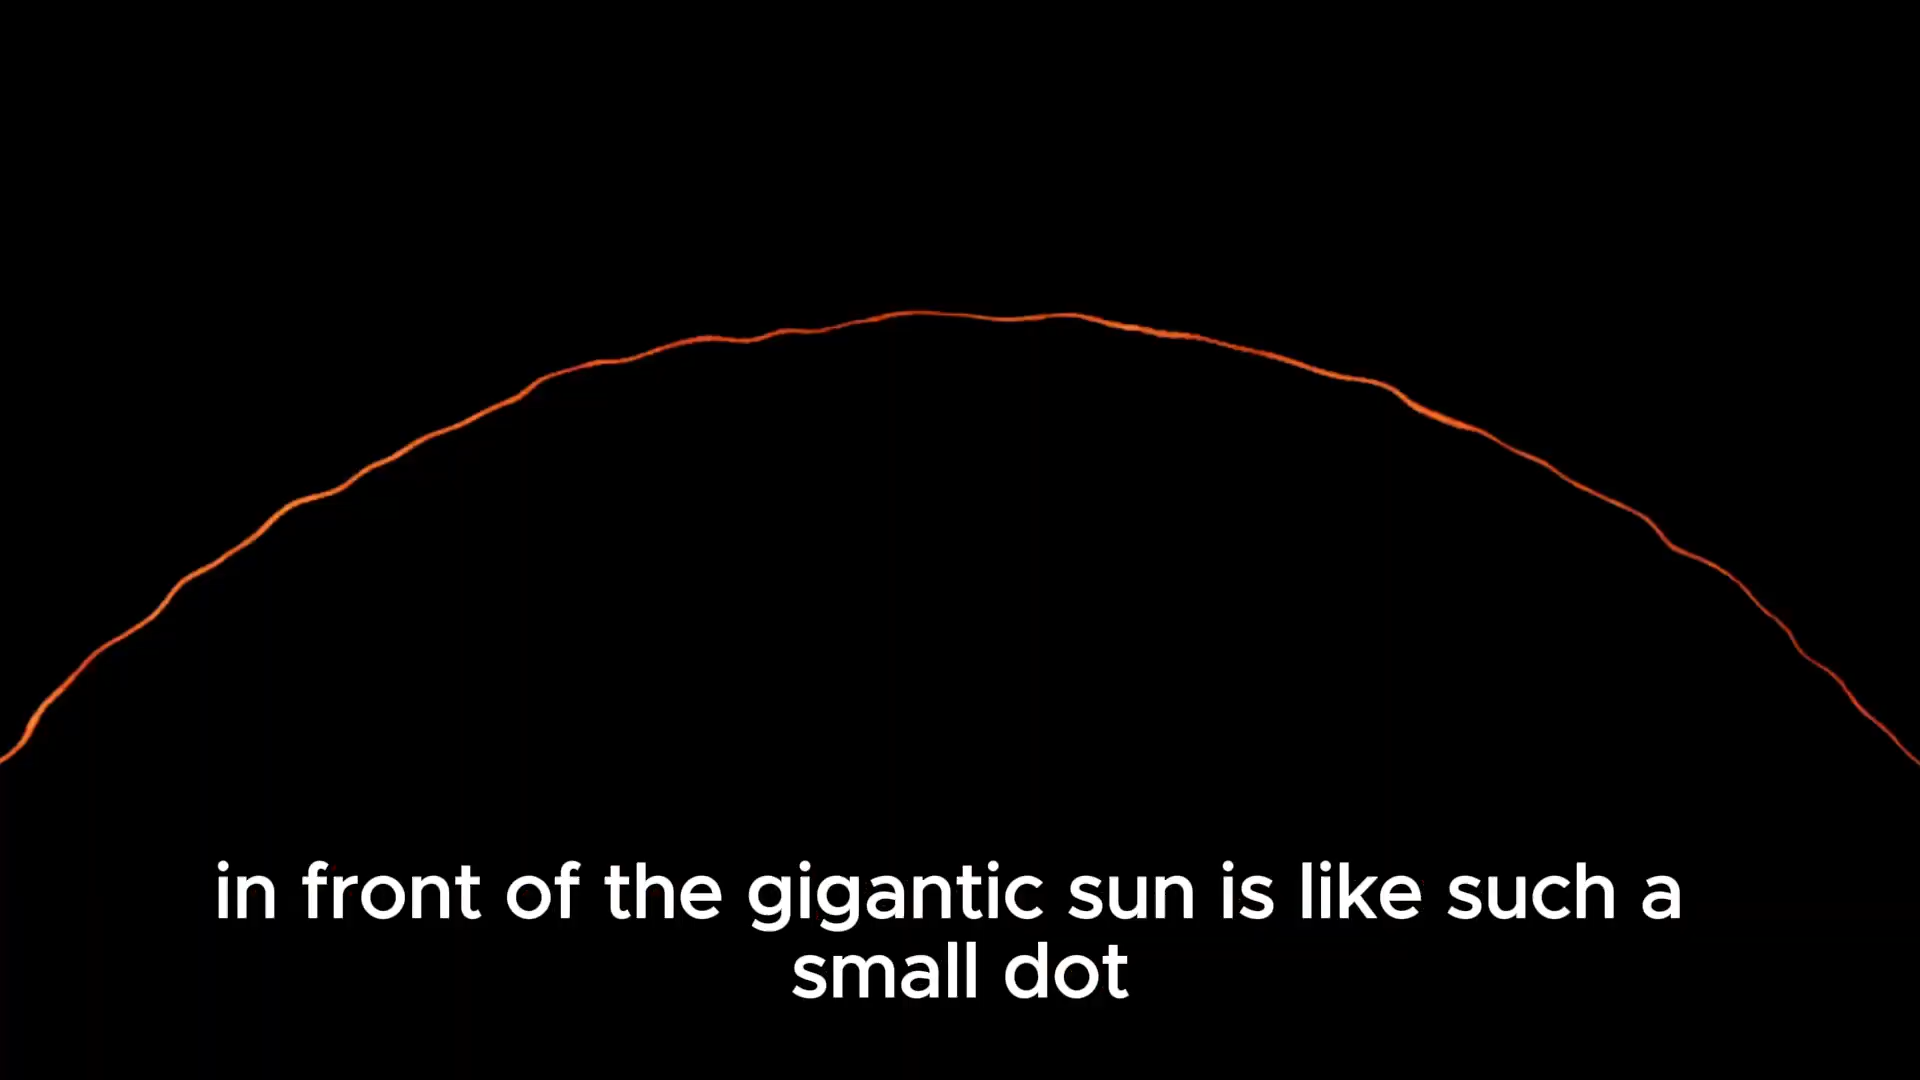 in front of the gigantic sun is like such a
small dot